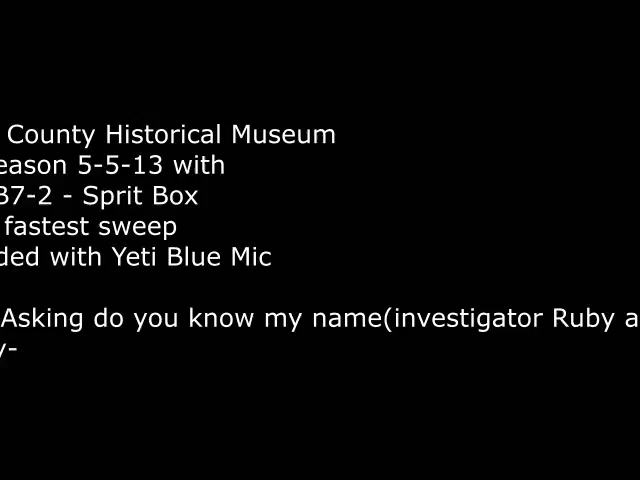 County Historical Museum
eason 5-5-13 with
B7-2 - Sprit Box
fastest sweep
ded with Yeti Blue Mic
Asking do you know my name(investigator Ruby a
y-